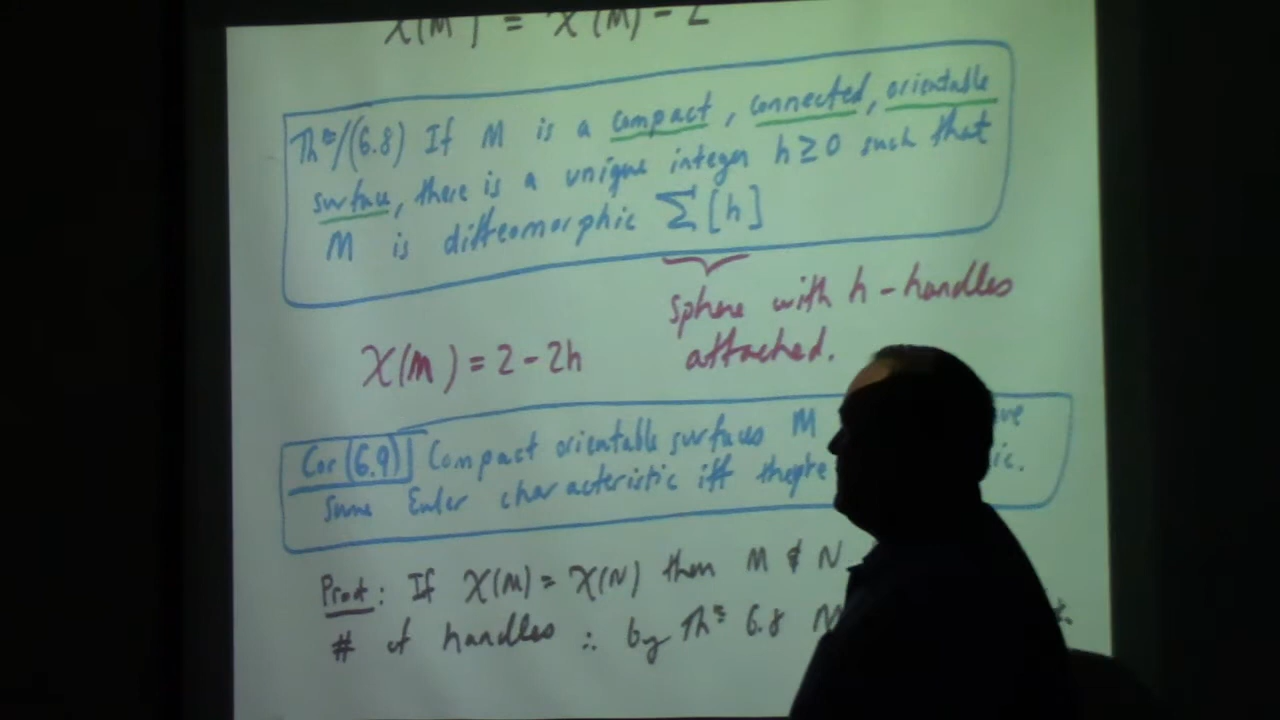 χ(M) = χ(M) - 2
Thm/(6.8) If M is a compact, connected, orientable
surface, there is a unique integer h≥0 such that
M is diffeomorphic Σ[h]
sphere with h-handles
attached.
χ(M) = 2 - 2h
Cor (6.9) Compact orientable surfaces M
same Euler characteristic iff they're
Proof: If χ(M) = χ(N) then M & N
# of handles ∴ by Thm 6.8